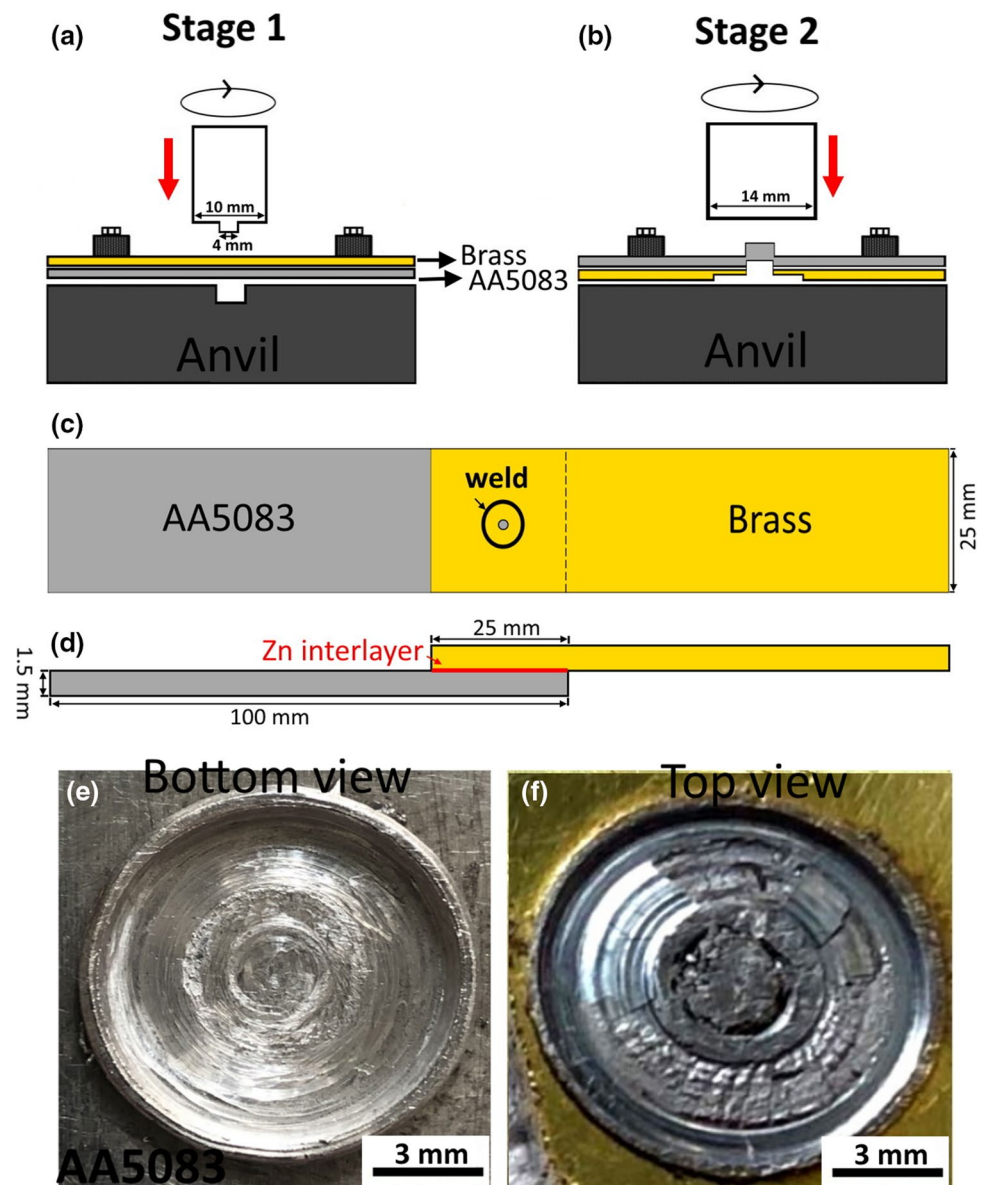 (a)
Stage 1
10 mm
4 mm
Brass
AA5083
Anvil
(b)
Stage 2
14 mm
Anvil
(c)
AA5083
weld
Brass
25 mm
(d)
25 mm
Zn interlayer
1.5 mm
100 mm
Bottom view
(e)
AA5083
3 mm
Top view
(f)
3 mm